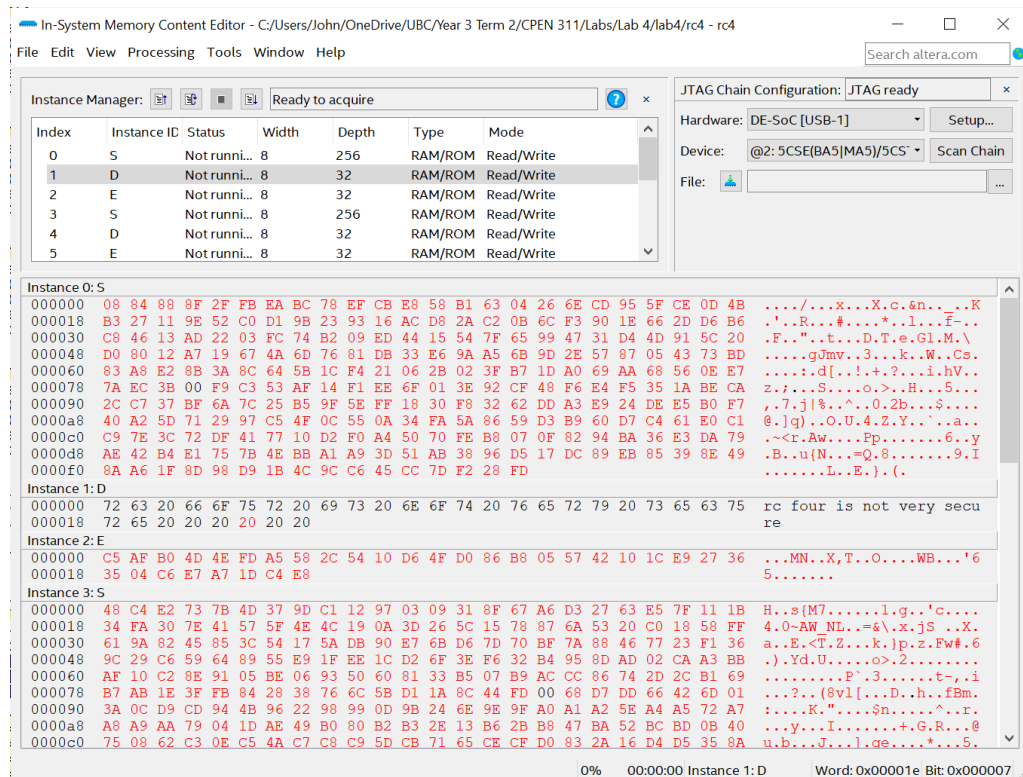 In-System Memory Content Editor - C:/Users/John/OneDrive/UBC/Year 3 Term 2/CPEN 311/Labs/Lab 4/lab4/rc4 - rc4
File Edit View Processing Tools Window Help
Search altera.com
Instance Manager: Ready to acquire
JTAG Chain Configuration: JTAG ready
Hardware: DE-SoC [USB-1] Setup...
Device: @2: 5CSE(BA5|MA5)/5CS Scan Chain
File: ...
Index Instance ID Status Width Depth Type Mode
0 S Not runni... 8 256 RAM/ROM Read/Write
1 D Not runni... 8 32 RAM/ROM Read/Write
2 E Not runni... 8 32 RAM/ROM Read/Write
3 S Not runni... 8 256 RAM/ROM Read/Write
4 D Not runni... 8 32 RAM/ROM Read/Write
5 E Not runni... 8 32 RAM/ROM Read/Write
Instance 0: S
000000 08 84 88 8F 2F FB EA BC 78 EF CB E8 58 B1 63 04 26 6E CD 95 5F CE 0D 4B ..../...x...X.c.&n.._..K
000018 B3 27 11 9E 52 C0 D1 9B 23 93 16 AC D8 2A C2 0B 6C F3 90 1E 66 2D D6 B6 .'..R...#....*..l...f-..
000030 C8 46 13 AD 22 03 FC 74 B2 09 ED 44 15 54 7F 65 99 47 31 D4 4D 91 5C 20 .F.."..t...D.T.e.G1.M.\
000048 D0 80 12 A7 19 67 4A 6D 76 81 DB 33 E6 9A A5 6B 9D 2E 57 87 05 43 73 BD .....gJmv..3...k..W..Cs.
000060 83 A8 E2 8B 3A 8C 64 5B 1C F4 21 06 2B 02 3F B7 1D A0 69 AA 68 56 0E E7 ....:.d[..!.+.?...i.hV..
000078 7A EC 3B 00 F9 C3 53 AF 14 F1 EE 6F 01 3E 92 CF 48 F6 E4 F5 35 1A BE CA z.;...S....o.>..H...5...
000090 2C C7 37 BF 6A 7C 25 B5 9F 5E FF 18 30 F8 32 62 DD A3 E9 24 DE E5 B0 F7 ,.7.j|%..^..0.2b...$....
0000a8 40 A2 5D 71 29 97 C5 4F 0C 55 0A 34 FA 5A 86 59 D3 B9 60 D7 C4 61 E0 C1 @.]q)..O.U.4.Z.Y..`..a..
0000c0 C9 7E 3C 72 DF 41 77 10 D2 F0 A4 50 70 FE B8 07 0F 82 94 BA 36 E3 DA 79 .~<r.Aw....Pp.......6..y
0000d8 AE 42 B4 E1 75 7B 4E BB A1 A9 3D 51 AB 38 96 D5 17 DC 89 EB 85 39 8E 49 .B..u{N...=Q.8.......9.I
0000f0 8A A6 1F 8D 98 D9 1B 4C 9C C6 45 CC 7D F2 28 FD .......L..E.}.(.
Instance 1: D
000000 72 63 20 66 6F 75 72 20 69 73 20 6E 6F 74 20 76 65 72 79 20 73 65 63 75 rc four is not very secu
000018 72 65 20 20 20 20 20 20 re
Instance 2: E
000000 C5 AF B0 4D 4E FD A5 58 2C 54 10 D6 4F D0 86 B8 05 57 42 10 1C E9 27 36 ...MN..X,T..O....WB...'6
000018 35 04 C6 E7 A7 1D C4 E8 5.......
Instance 3: S
000000 48 C4 E2 73 7B 4D 37 9D C1 12 97 03 09 31 8F 67 A6 D3 27 63 E5 7F 11 1B H..s{M7......1.g..'c....
000018 34 FA 30 7E 41 57 5F 4E 4C 19 0A 3D 26 5C 15 78 87 6A 53 20 C0 18 58 FF 4.0~AW_NL..=&\.x.jS ..X.
000030 61 9A 82 45 85 3C 54 17 5A DB 90 E7 6B D6 7D 70 BF 7A 88 46 77 23 F1 36 a..E.<T.Z...k.}p.z.Fw#.6
000048 9C 29 C6 59 64 89 55 E9 1F EE 1C D2 6F 3E F6 32 B4 95 8D AD 02 CA A3 BB .).Yd.U.....o>.2........
000060 AF 10 C2 8E 91 05 BE 06 93 50 60 81 33 B5 07 B9 AC CC 86 74 2D 2C B1 69 .........P`.3......t-,.i
000078 B7 AB 1E 3F FB 84 28 38 76 6C 5B D1 1A 8C 44 FD 00 68 D7 DD 66 42 6D 01 ...?..(8vl[...D..h..fBm.
000090 3A 0C D9 CD 94 4B 96 22 98 99 0D 9B 24 6E 9E 9F A0 A1 A2 5E A4 A5 72 A7 :....K."....$n.....^..r.
0000a8 A8 A9 AA 79 04 1D AE 49 B0 80 B2 B3 2E 13 B6 2B B8 47 BA 52 BC BD 0B 40 ...y...I.......+.G.R...@
0000c0 75 08 62 C3 0E C5 4A C7 C8 C9 5D CB 71 65 CE CF D0 83 2A 16 D4 D5 35 8A u.b...J...].qe....*...5.
0% 00:00:00 Instance 1: D Word: 0x00001e Bit: 0x000007